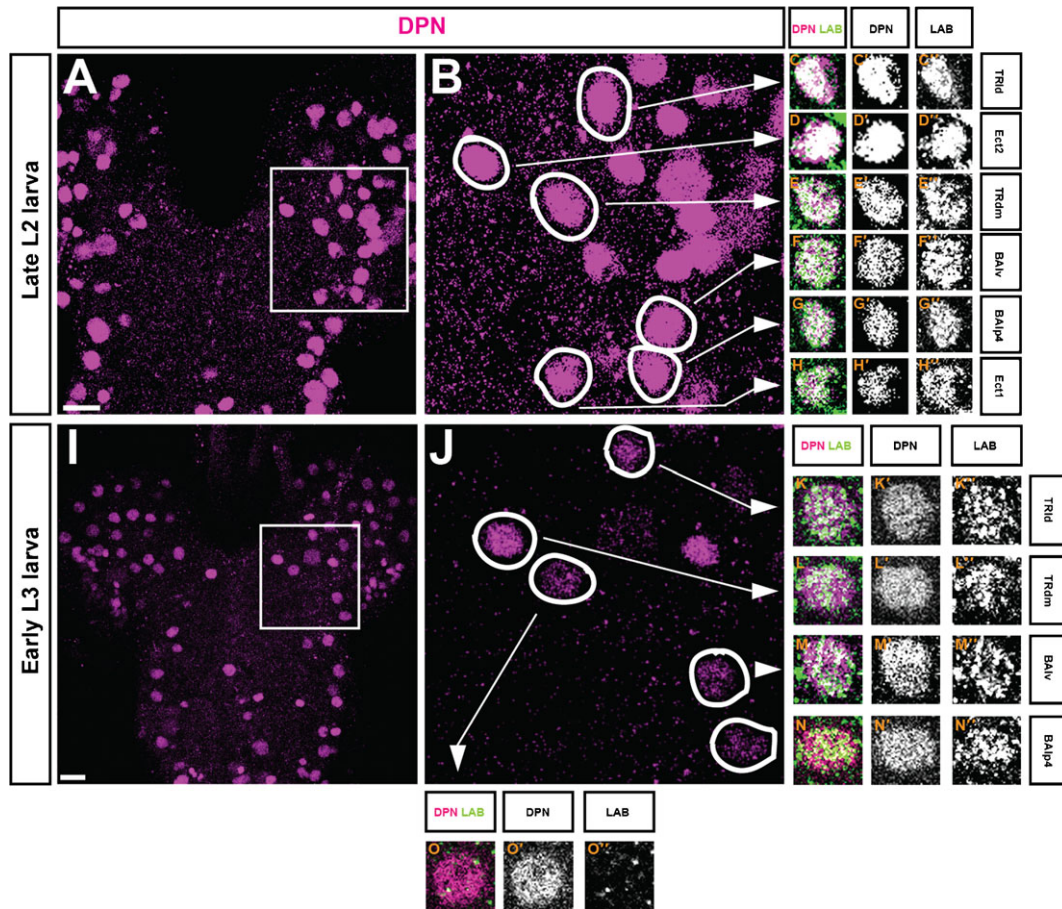 DPN
DPN LAB
DPN
LAB
Late L2 larva
A
B
C
C'
C''
TRld
D
D'
D''
Ect2
E
E'
E''
TRdm
F
F'
F''
BAlv
G
G'
G''
BAlp4
H
H'
H''
Ect1
Early L3 larva
I
J
DPN LAB
DPN
LAB
K
K'
K''
TRld
L
L'
L''
TRdm
M
M'
M''
BAlv
N
N'
N''
BAlp4
DPN LAB
DPN
LAB
O
O'
O''